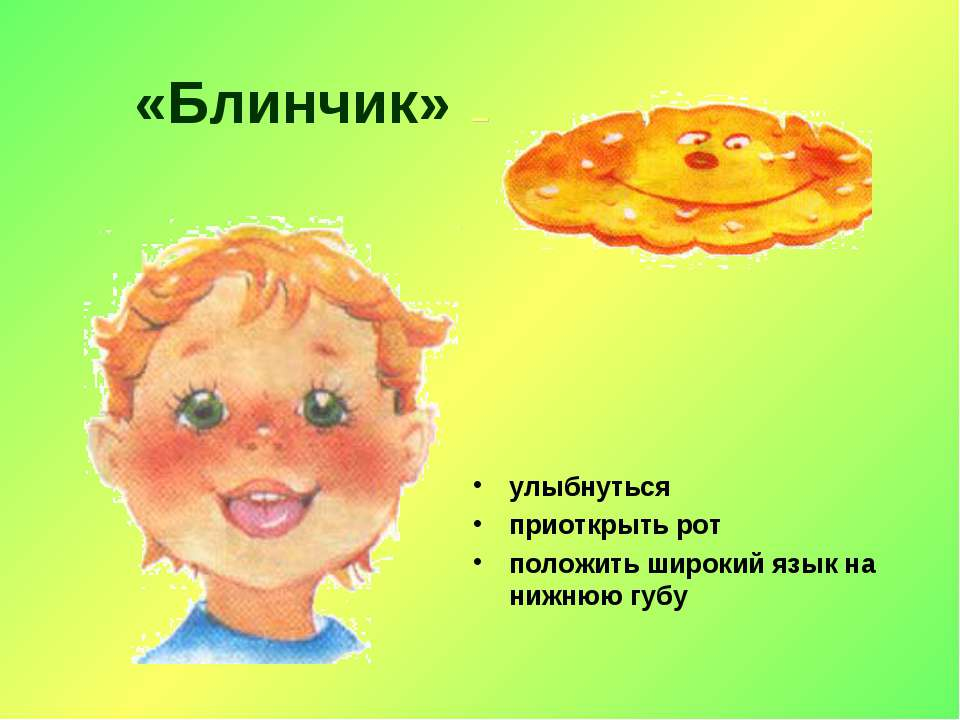 «Блинчик» –
• улыбнуться
• приоткрыть рот
• положить широкий язык на
нижнюю губу